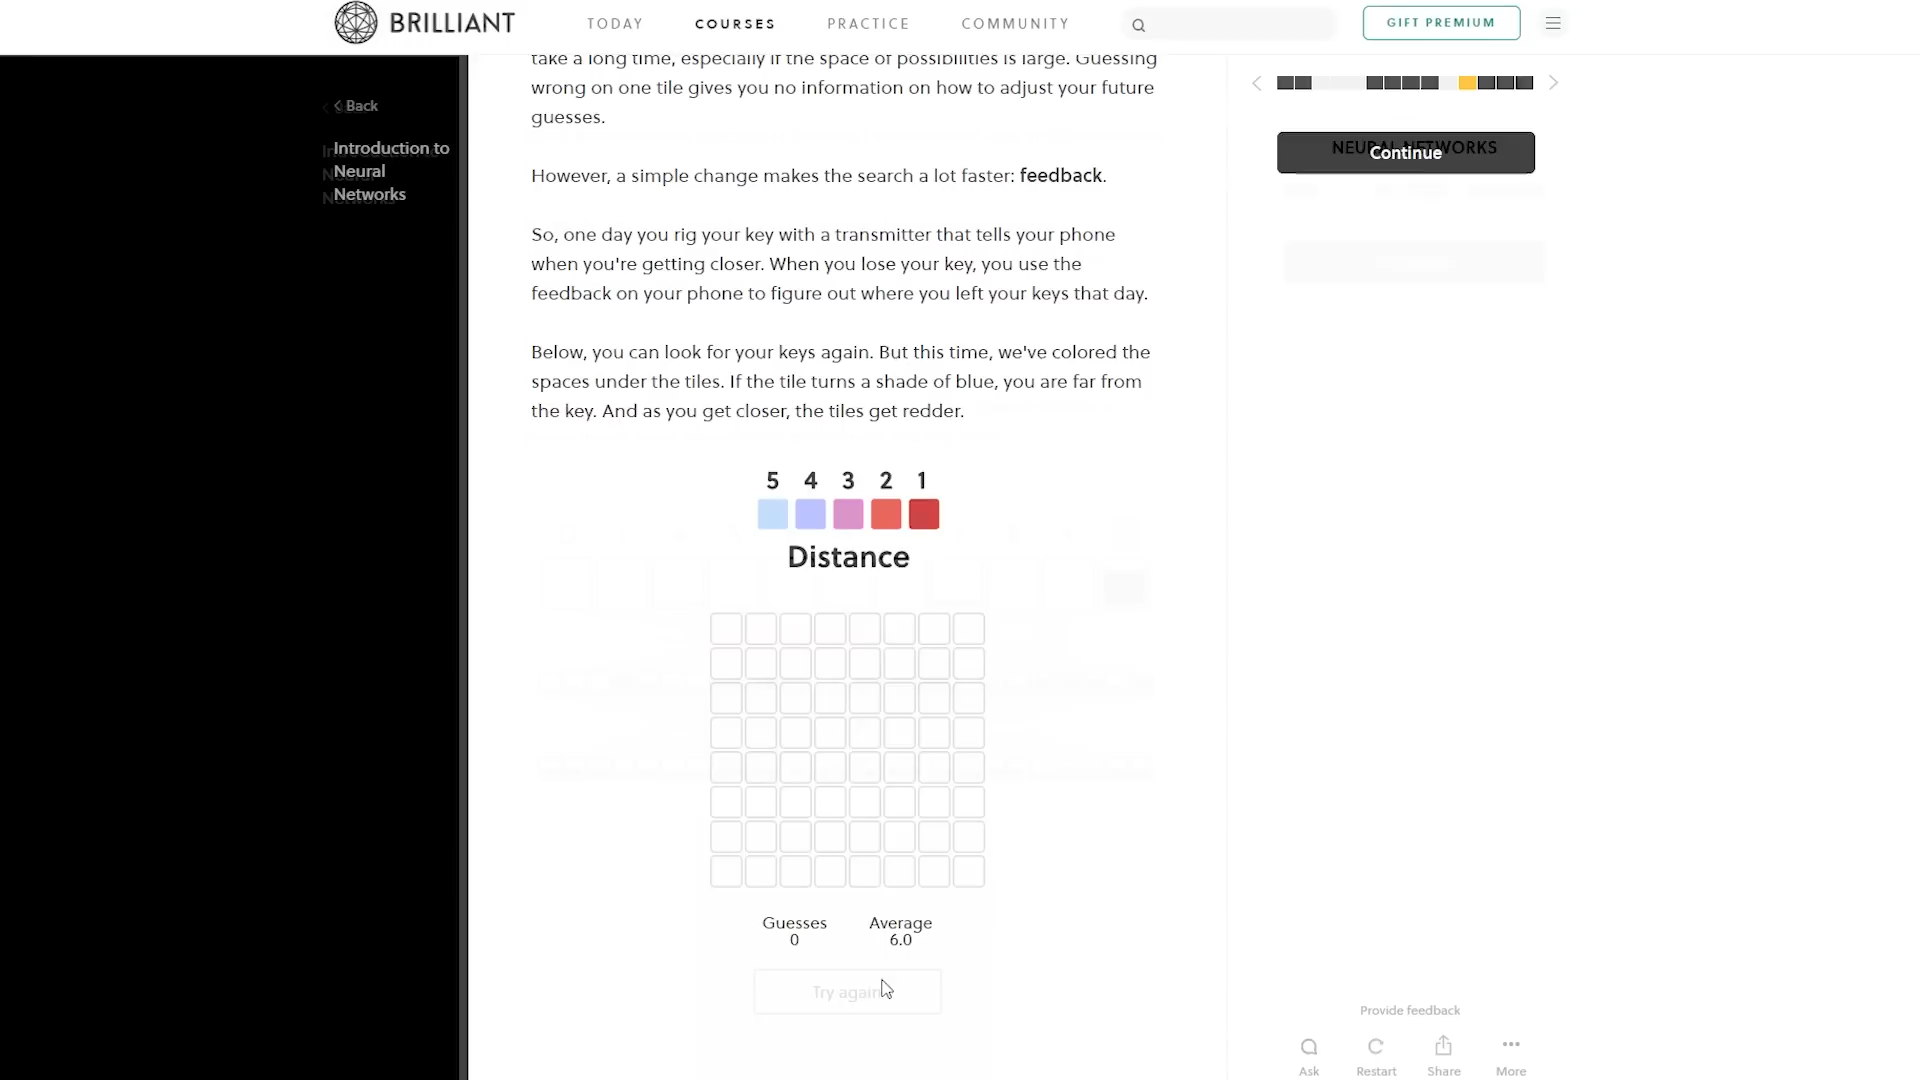 BRILLIANT
TODAY
COURSES
PRACTICE
COMMUNITY
GIFT PREMIUM
Back
Introduction to
Neural
Networks
take a long time, especially if the space of possibilities is large. Guessing
wrong on one tile gives you no information on how to adjust your future
guesses.
However, a simple change makes the search a lot faster: feedback.
So, one day you rig your key with a transmitter that tells your phone
when you're getting closer. When you lose your key, you use the
feedback on your phone to figure out where you left your keys that day.
Below, you can look for your keys again. But this time, we've colored the
spaces under the tiles. If the tile turns a shade of blue, you are far from
the key. And as you get closer, the tiles get redder.
5 4 3 2 1
Distance
Guesses
0
Average
6.0
Try again
NEURAL NETWORKS
Continue
Provide feedback
Ask
Restart
Share
More